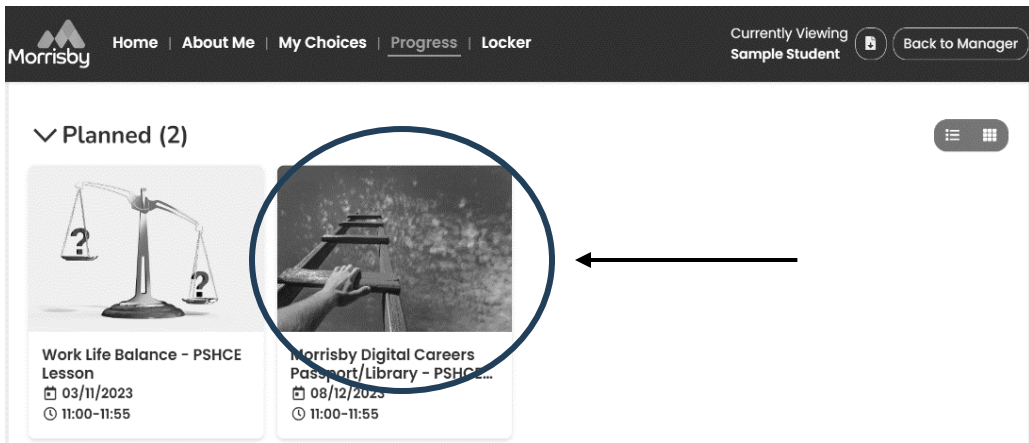 Morrisby
Home | About Me | My Choices | Progress | Locker
Currently Viewing
Sample Student
Back to Manager
Planned (2)
?
?
Work Life Balance - PSHCE
Lesson
03/11/2023
11:00-11:55
Morrisby Digital Careers
Passport/Library - PSHCE...
08/12/2023
11:00-11:55